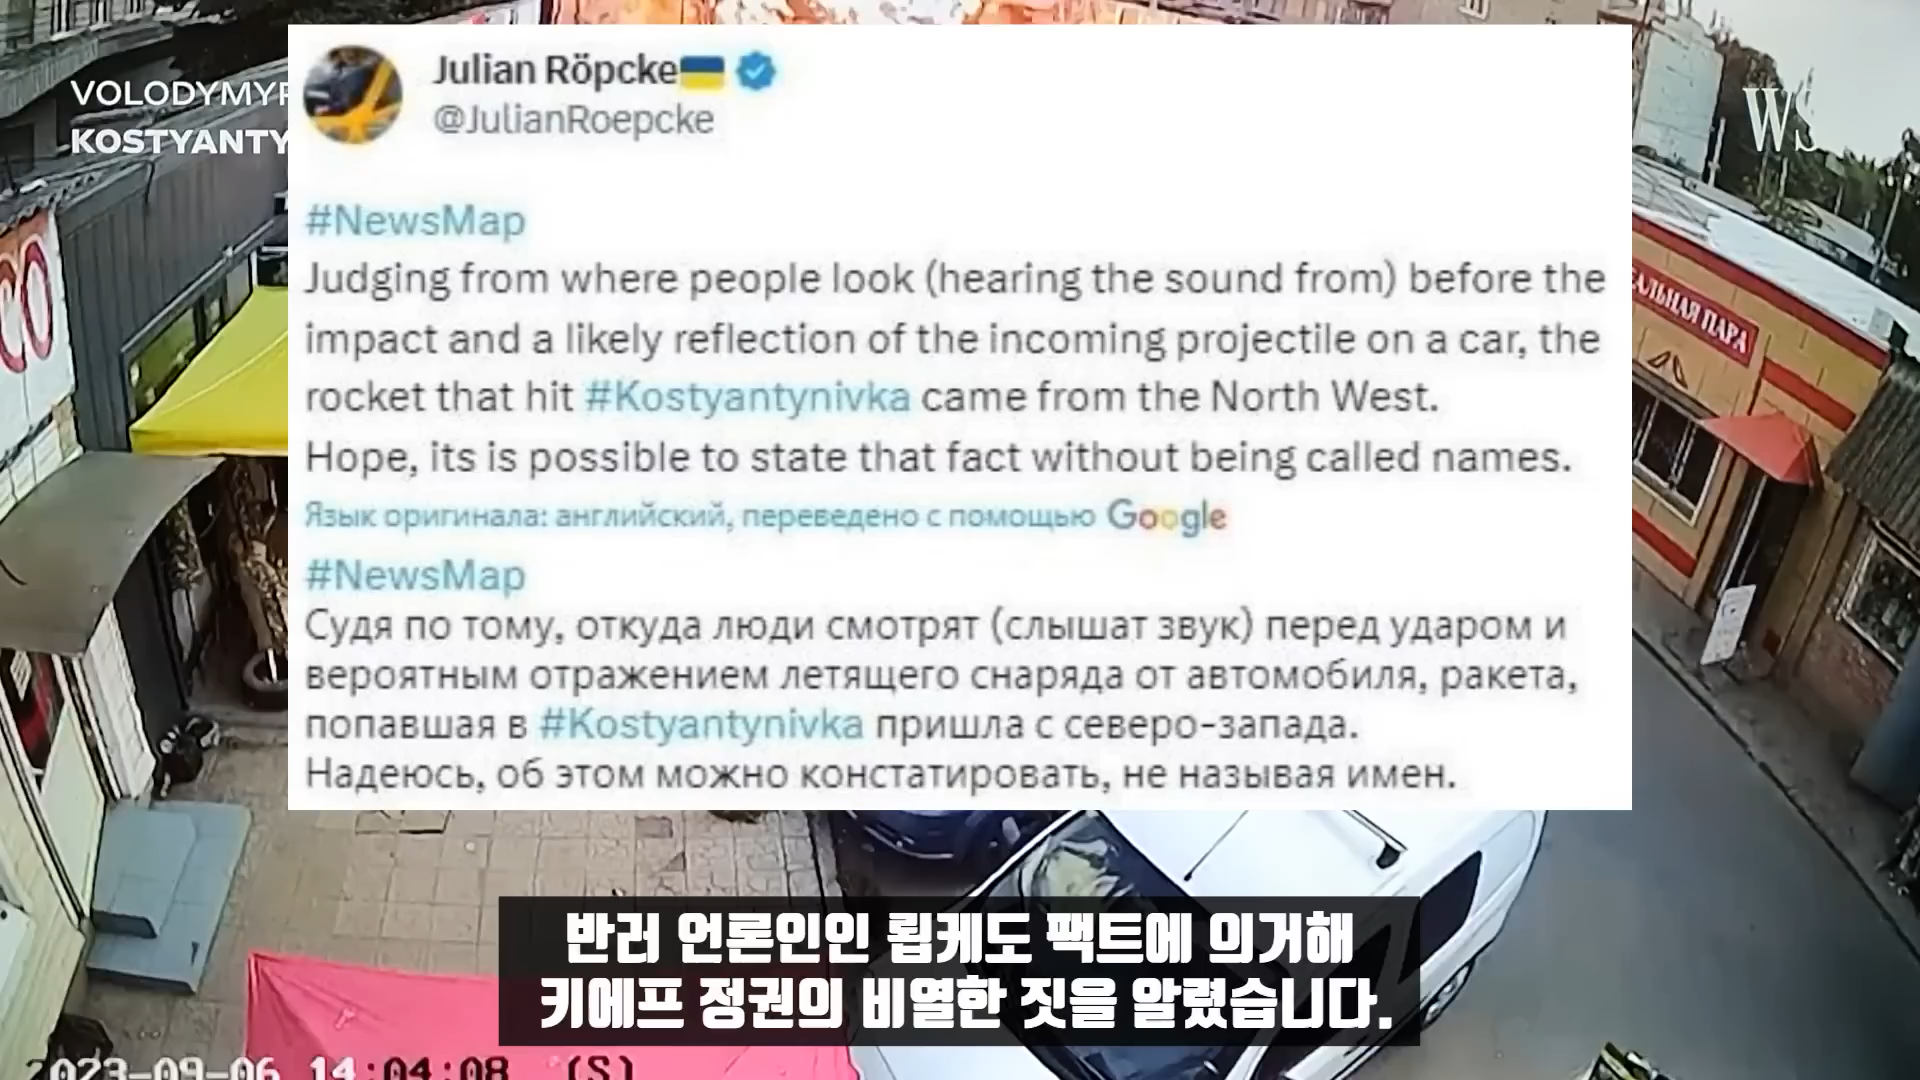 VOLODYMYR
KOSTYANTY
WS
CO
АЛЬНАЯ ПАРА
Julian Röpcke
@JulianRoepcke
#NewsMap
Judging from where people look (hearing the sound from) before the
impact and a likely reflection of the incoming projectile on a car, the
rocket that hit #Kostyantynivka came from the North West.
Hope, its is possible to state that fact without being called names.
Язык оригинала: английский, переведено с помощью Google
#NewsMap
Судя по тому, откуда люди смотрят (слышат звук) перед ударом и
вероятным отражением летящего снаряда от автомобиля, ракета,
попавшая в #Kostyantynivka пришла с северо-запада.
Надеюсь, об этом можно констатировать, не называя имен.
반러 언론인인 룁케도 팩트에 의거해
키에프 정권의 비열한 짓을 알렸습니다.
2023-09-06 14:04:08 (S)